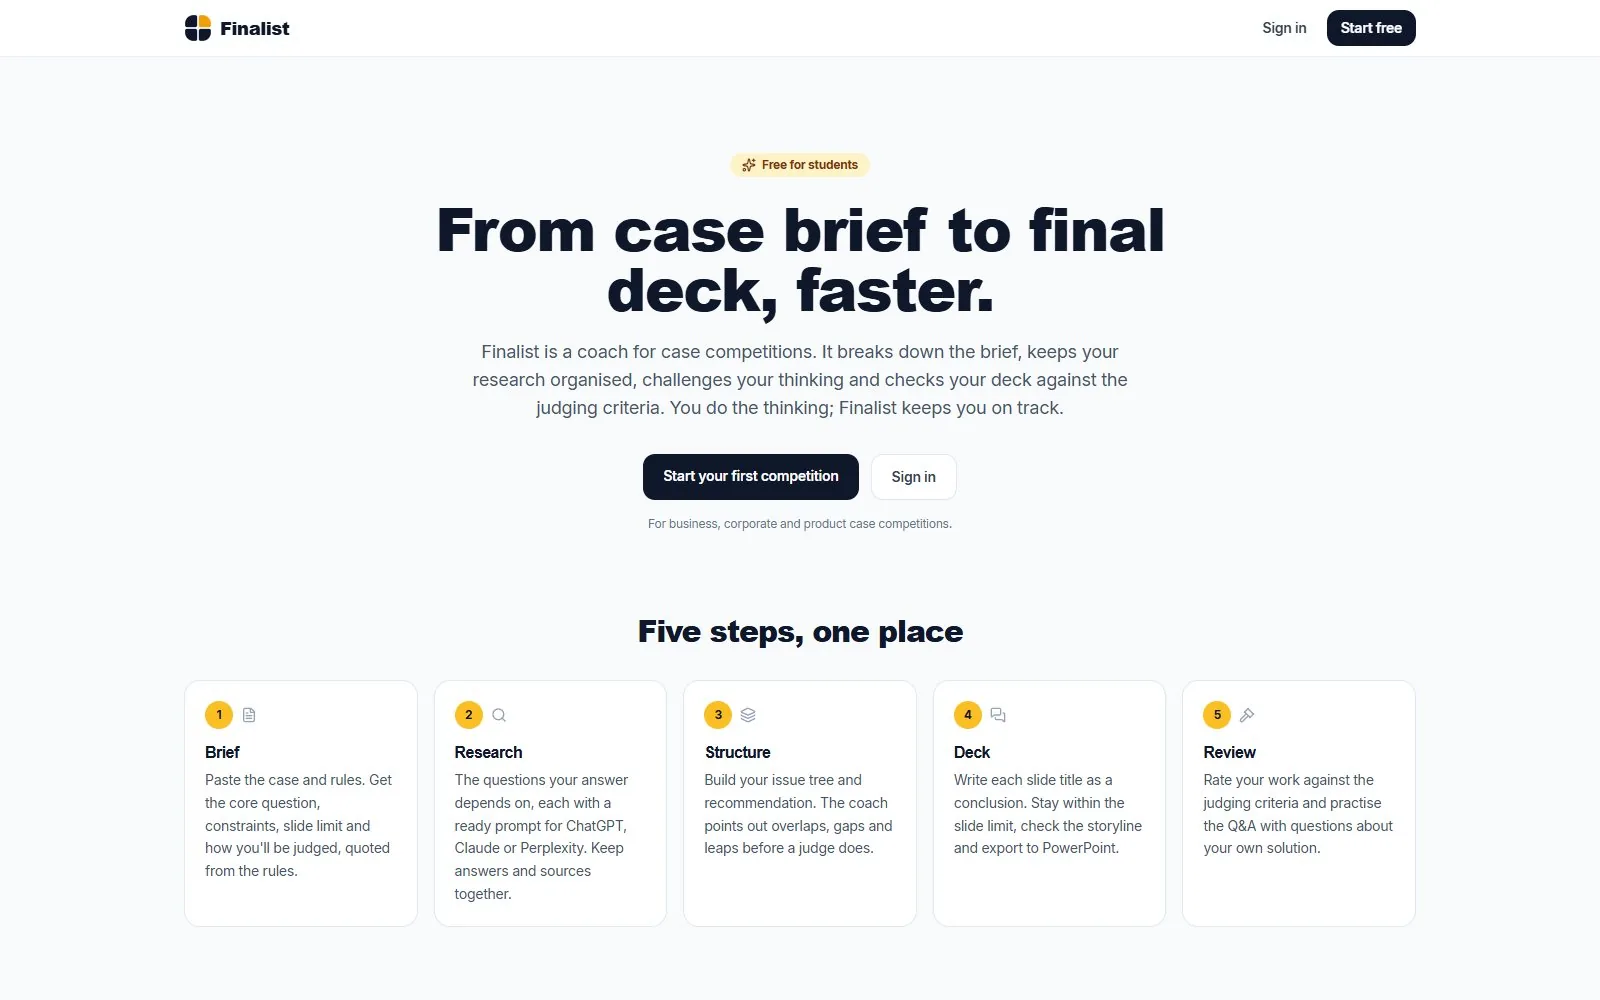 Finalist
Sign in
Start free
Free for students
From case brief to final
deck, faster.
Finalist is a coach for case competitions. It breaks down the brief, keeps your
research organised, challenges your thinking and checks your deck against the
judging criteria. You do the thinking; Finalist keeps you on track.
Start your first competition
Sign in
For business, corporate and product case competitions.
Five steps, one place
1
Brief
Paste the case and rules. Get
the core question,
constraints, slide limit and
how you'll be judged, quoted
from the rules.
2
Research
The questions your answer
depends on, each with a
ready prompt for ChatGPT,
Claude or Perplexity. Keep
answers and sources
together.
3
Structure
Build your issue tree and
recommendation. The coach
points out overlaps, gaps and
leaps before a judge does.
4
Deck
Write each slide title as a
conclusion. Stay within the
slide limit, check the storyline
and export to PowerPoint.
5
Review
Rate your work against the
judging criteria and practise
the Q&A with questions about
your own solution.